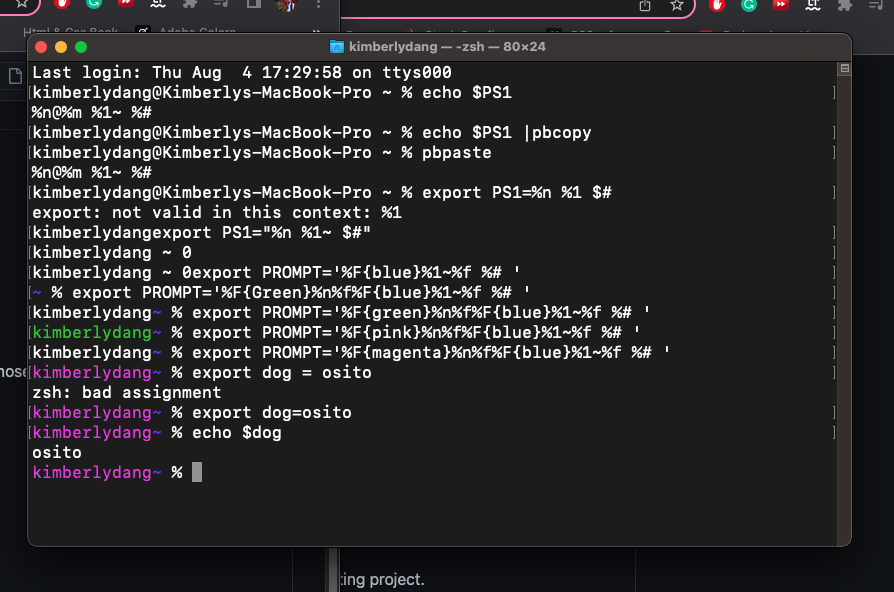 Html & Css Book
Adobe Colors
kimberlydang — -zsh — 80×24
Last login: Thu Aug  4 17:29:58 on ttys000
[kimberlydang@Kimberlys-MacBook-Pro ~ % echo $PS1 ]
%n@%m %1~ %#
[kimberlydang@Kimberlys-MacBook-Pro ~ % echo $PS1 |pbcopy ]
[kimberlydang@Kimberlys-MacBook-Pro ~ % pbpaste ]
%n@%m %1~ %#
[kimberlydang@Kimberlys-MacBook-Pro ~ % export PS1=%n %1 $# ]
export: not valid in this context: %1
[kimberlydangexport PS1="%n %1~ $#" ]
[kimberlydang ~ 0 ]
[kimberlydang ~ 0export PROMPT='%F{blue}%1~%f %# ' ]
[~ % export PROMPT='%F{Green}%n%f%F{blue}%1~%f %# ' ]
[kimberlydang~ % export PROMPT='%F{green}%n%f%F{blue}%1~%f %# ' ]
[kimberlydang~ % export PROMPT='%F{pink}%n%f%F{blue}%1~%f %# ' ]
[kimberlydang~ % export PROMPT='%F{magenta}%n%f%F{blue}%1~%f %# ' ]
[kimberlydang~ % export dog = osito ]
zsh: bad assignment
[kimberlydang~ % export dog=osito ]
[kimberlydang~ % echo $dog ]
osito
kimberlydang~ %
ting project.